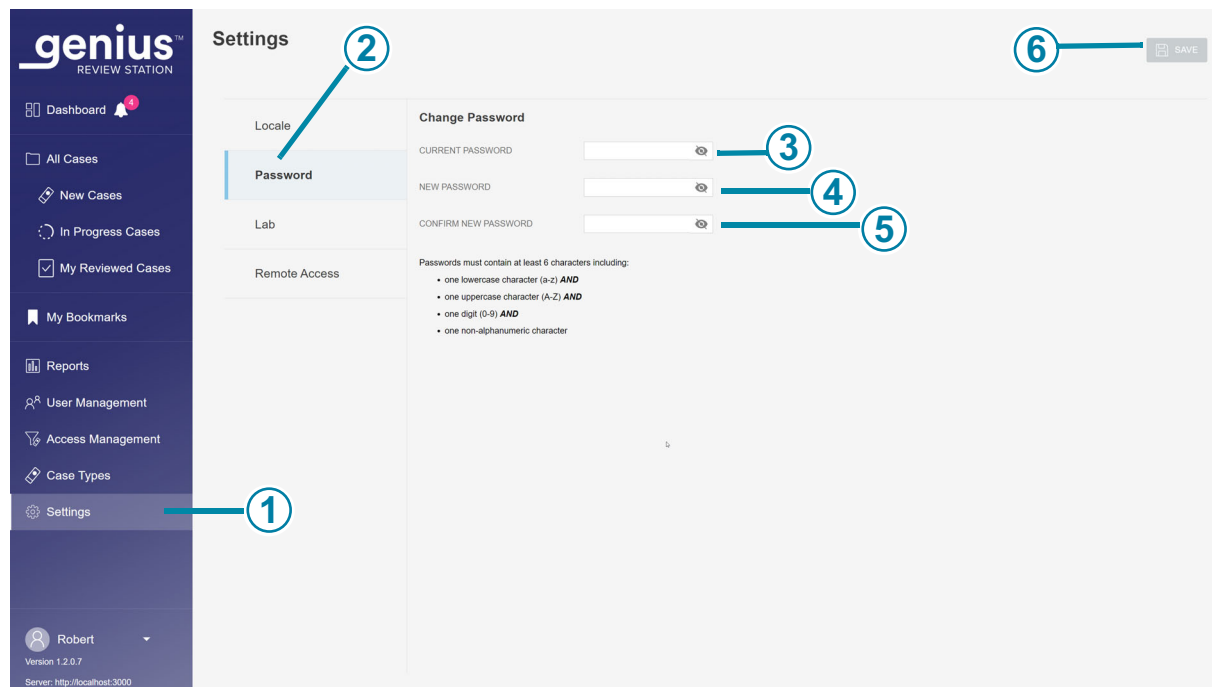 genius™
REVIEW STATION
Dashboard 4
All Cases
New Cases
In Progress Cases
My Reviewed Cases
My Bookmarks
Reports
User Management
Access Management
Case Types
Settings
Robert
Version 1.2.0.7
Server: http://localhost:3000
1
Settings
2
6
SAVE
Locale
Password
Lab
Remote Access
Change Password
CURRENT PASSWORD
3
NEW PASSWORD
4
CONFIRM NEW PASSWORD
5
Passwords must contain at least 6 characters including:
• one lowercase character (a-z) AND
• one uppercase character (A-Z) AND
• one digit (0-9) AND
• one non-alphanumeric character